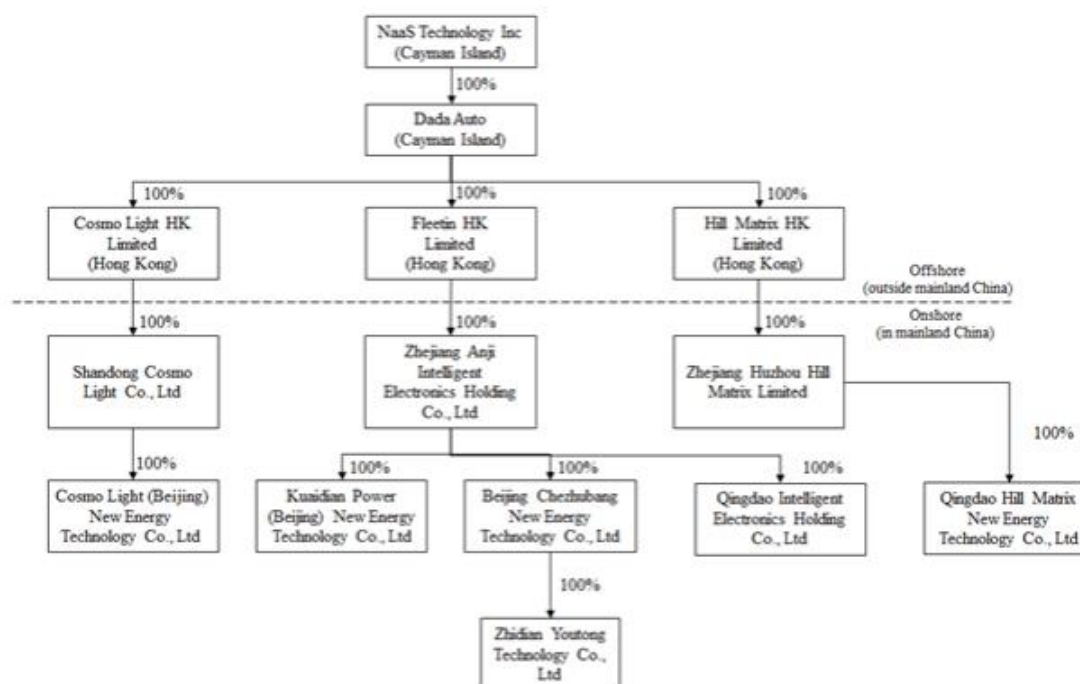 NaaS Technology Inc
(Cayman Island)
100%
Dada Auto
(Cayman Island)
100%
100%
100%
Cosmo Light HK
Limited
(Hong Kong)
Fleetin HK
Limited
(Hong Kong)
Hill Matrix HK
Limited
(Hong Kong)
Offshore
(outside mainland China)
Onshore
(in mainland China)
100%
100%
100%
Shandong Cosmo
Light Co., Ltd
Zhejiang Anji
Intelligent
Electronics Holding
Co., Ltd
Zhejiang Huzhou Hill
Matrix Limited
100%
100%
100%
100%
100%
Cosmo Light (Beijing)
New Energy
Technology Co., Ltd
Kuaidian Power
(Beijing) New Energy
Technology Co., Ltd
Beijing Chezhubang
New Energy
Technology Co., Ltd
Qingdao Intelligent
Electronics Holding
Co., Ltd
Qingdao Hill Matrix
New Energy
Technology Co., Ltd
100%
Zhidian Youtong
Technology Co.,
Ltd